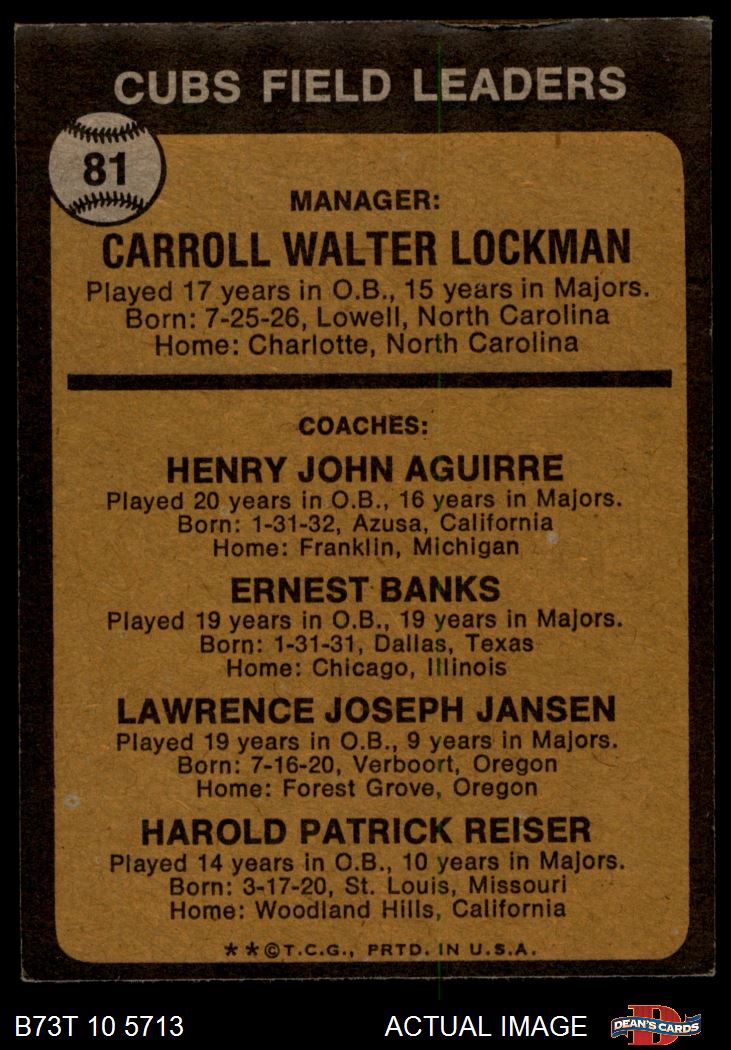 CUBS FIELD LEADERS
81
MANAGER:
CARROLL WALTER LOCKMAN
Played 17 years in O.B., 15 years in Majors.
Born: 7-25-26, Lowell, North Carolina
Home: Charlotte, North Carolina
COACHES:
HENRY JOHN AGUIRRE
Played 20 years in O.B., 16 years in Majors.
Born: 1-31-32, Azusa, California
Home: Franklin, Michigan
ERNEST BANKS
Played 19 years in O.B., 19 years in Majors.
Born: 1-31-31, Dallas, Texas
Home: Chicago, Illinois
LAWRENCE JOSEPH JANSEN
Played 19 years in O.B., 9 years in Majors.
Born: 7-16-20, Verboort, Oregon
Home: Forest Grove, Oregon
HAROLD PATRICK REISER
Played 14 years in O.B., 10 years in Majors.
Born: 3-17-20, St. Louis, Missouri
Home: Woodland Hills, California
**©T.C.G., PRTD. IN U.S.A.
B73T 10 5713 ACTUAL IMAGE D DEAN'S CARDS